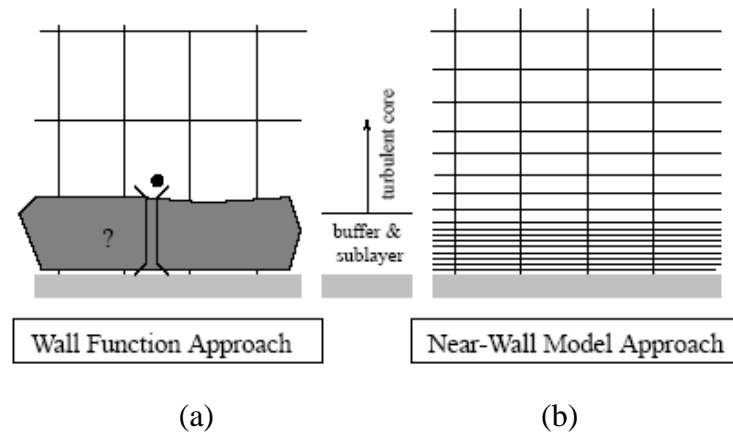 ?
turbulent core
buffer &
sublayer
Wall Function Approach
Near-Wall Model Approach
(a)
(b)